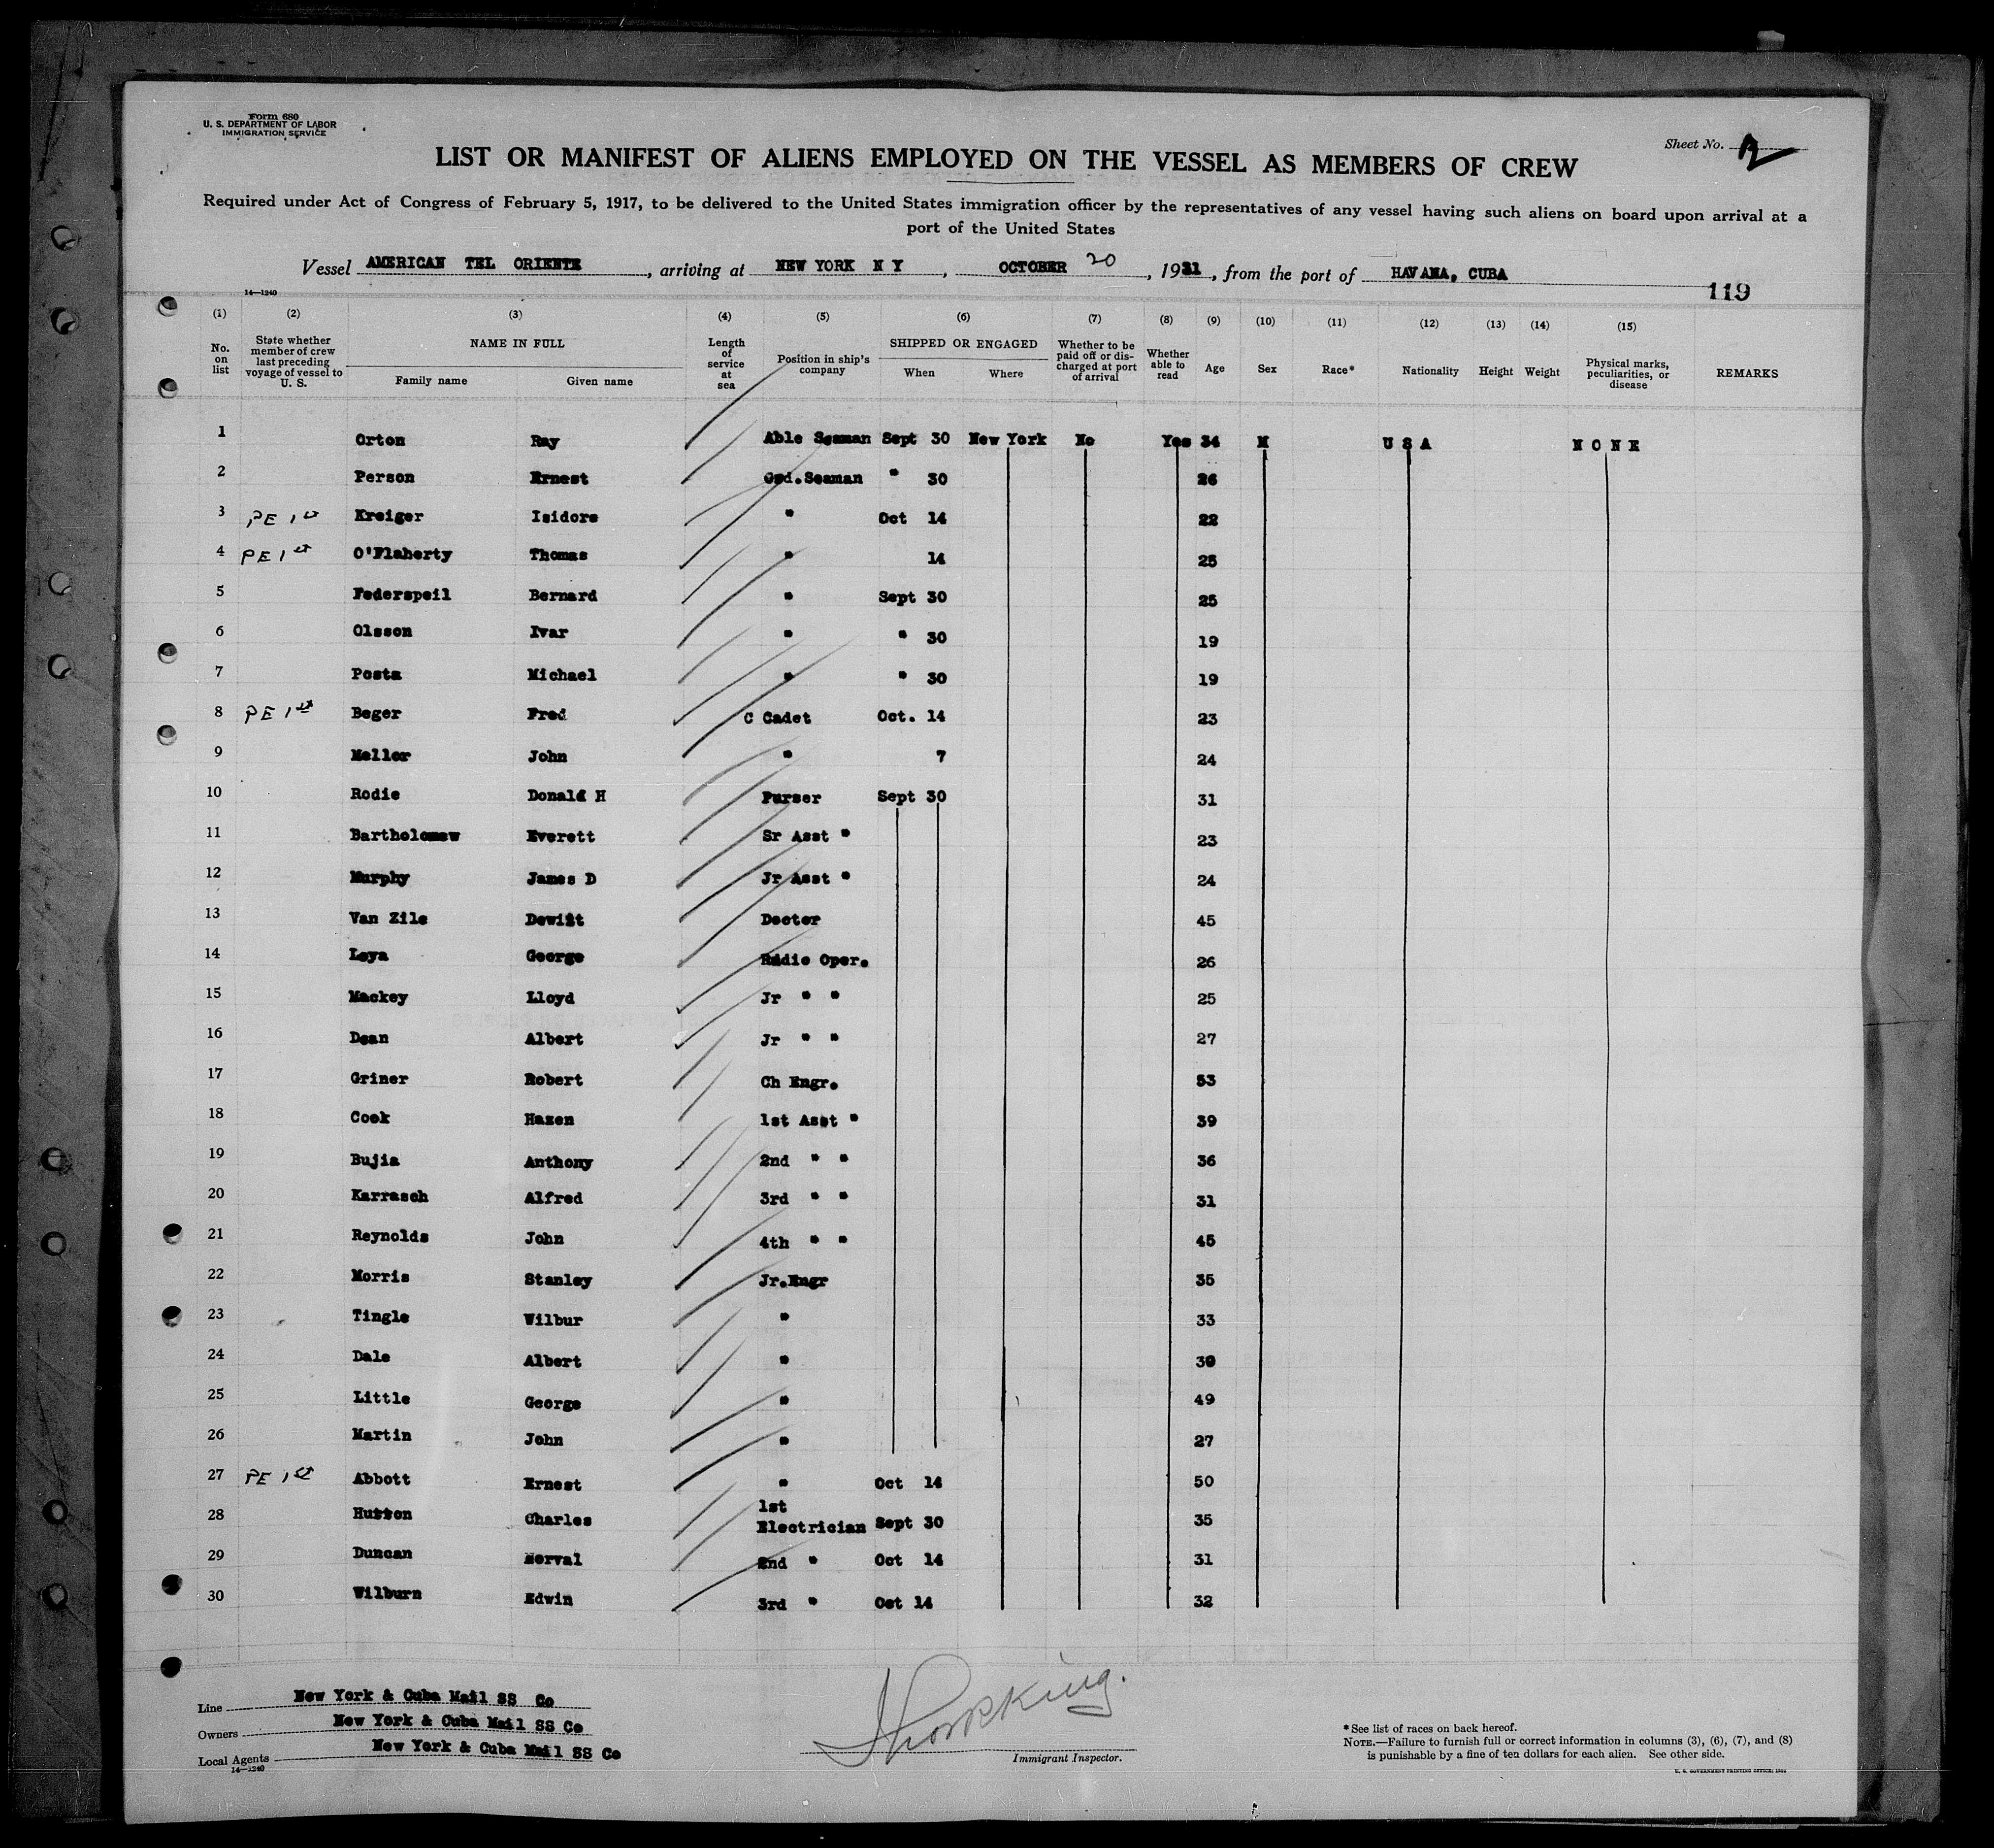 Form 680
U. S. DEPARTMENT OF LABOR
IMMIGRATION SERVICE
Sheet No. 2
LIST OR MANIFEST OF ALIENS EMPLOYED ON THE VESSEL AS MEMBERS OF CREW
Required under Act of Congress of February 5, 1917, to be delivered to the United States immigration officer by the representatives of any vessel having such aliens on board upon arrival at a
port of the United States
Vessel AMERICAN TEL ORIENTE, arriving at NEW YORK N Y, OCTOBER 20, 1931, from the port of HAVANA, CUBA
119
14—1240
(1) (2) (3) (4) (5) (6) (7) (8) (9) (10) (11) (12) (13) (14) (15)
No. on list State whether member of crew last preceding voyage of vessel to U. S. NAME IN FULL Family name Given name Length of service at sea Position in ship's company SHIPPED OR ENGAGED When Where Whether to be paid off or discharged at port of arrival Whether able to read Age Sex Race* Nationality Height Weight Physical marks, peculiarities, or disease REMARKS
1 Orton Ray Able Seaman Sept 30 New York No Yes 34 M U S A N O N E
2 Person Ernest Ord.Seaman " 30 26
3 PE 1st Kreiger Isidore " Oct 14 22
4 PE 1st O'Flaherty Thomas " 14 25
5 Federspeil Bernard " Sept 30 25
6 Olsson Ivar " " 30 19
7 Posta Michael " " 30 19
8 PE 1st Beger Fred C Cadet Oct. 14 23
9 Meller John " 7 24
10 Rodie Donald H Purser Sept 30 31
11 Bartholomew Everett Sr Asst " 23
12 Murphy James D Jr Asst " 24
13 Van Zile Dewitt Doctor 45
14 Loya George Radio Oper. 26
15 Mackey Lloyd Jr " " 25
16 Dean Albert Jr " " 27
17 Griner Robert Ch Engr. 53
18 Cook Hazen 1st Asst " 39
19 Bujia Anthony 2nd " " 36
20 Karrasch Alfred 3rd " " 31
21 Reynolds John 4th " " 45
22 Morris Stanley Jr.Engr 35
23 Tingle Wilbur " 33
24 Dale Albert " 30
25 Little George " 49
26 Martin John " 27
27 PE 1st Abbott Ernest " Oct 14 50
28 Hutton Charles 1st Electrician Sept 30 35
29 Duncan Norval 2nd " Oct 14 31
30 Wilburn Edwin 3rd " Oct 14 32
Line New York & Cuba Mail SS Co
Owners New York & Cuba Mail SS Co
Local Agents New York & Cuba Mail SS Co
14—1240
Immigrant Inspector.
*See list of races on back hereof.
NOTE.—Failure to furnish full or correct information in columns (3), (6), (7), and (8)
is punishable by a fine of ten dollars for each alien. See other side.